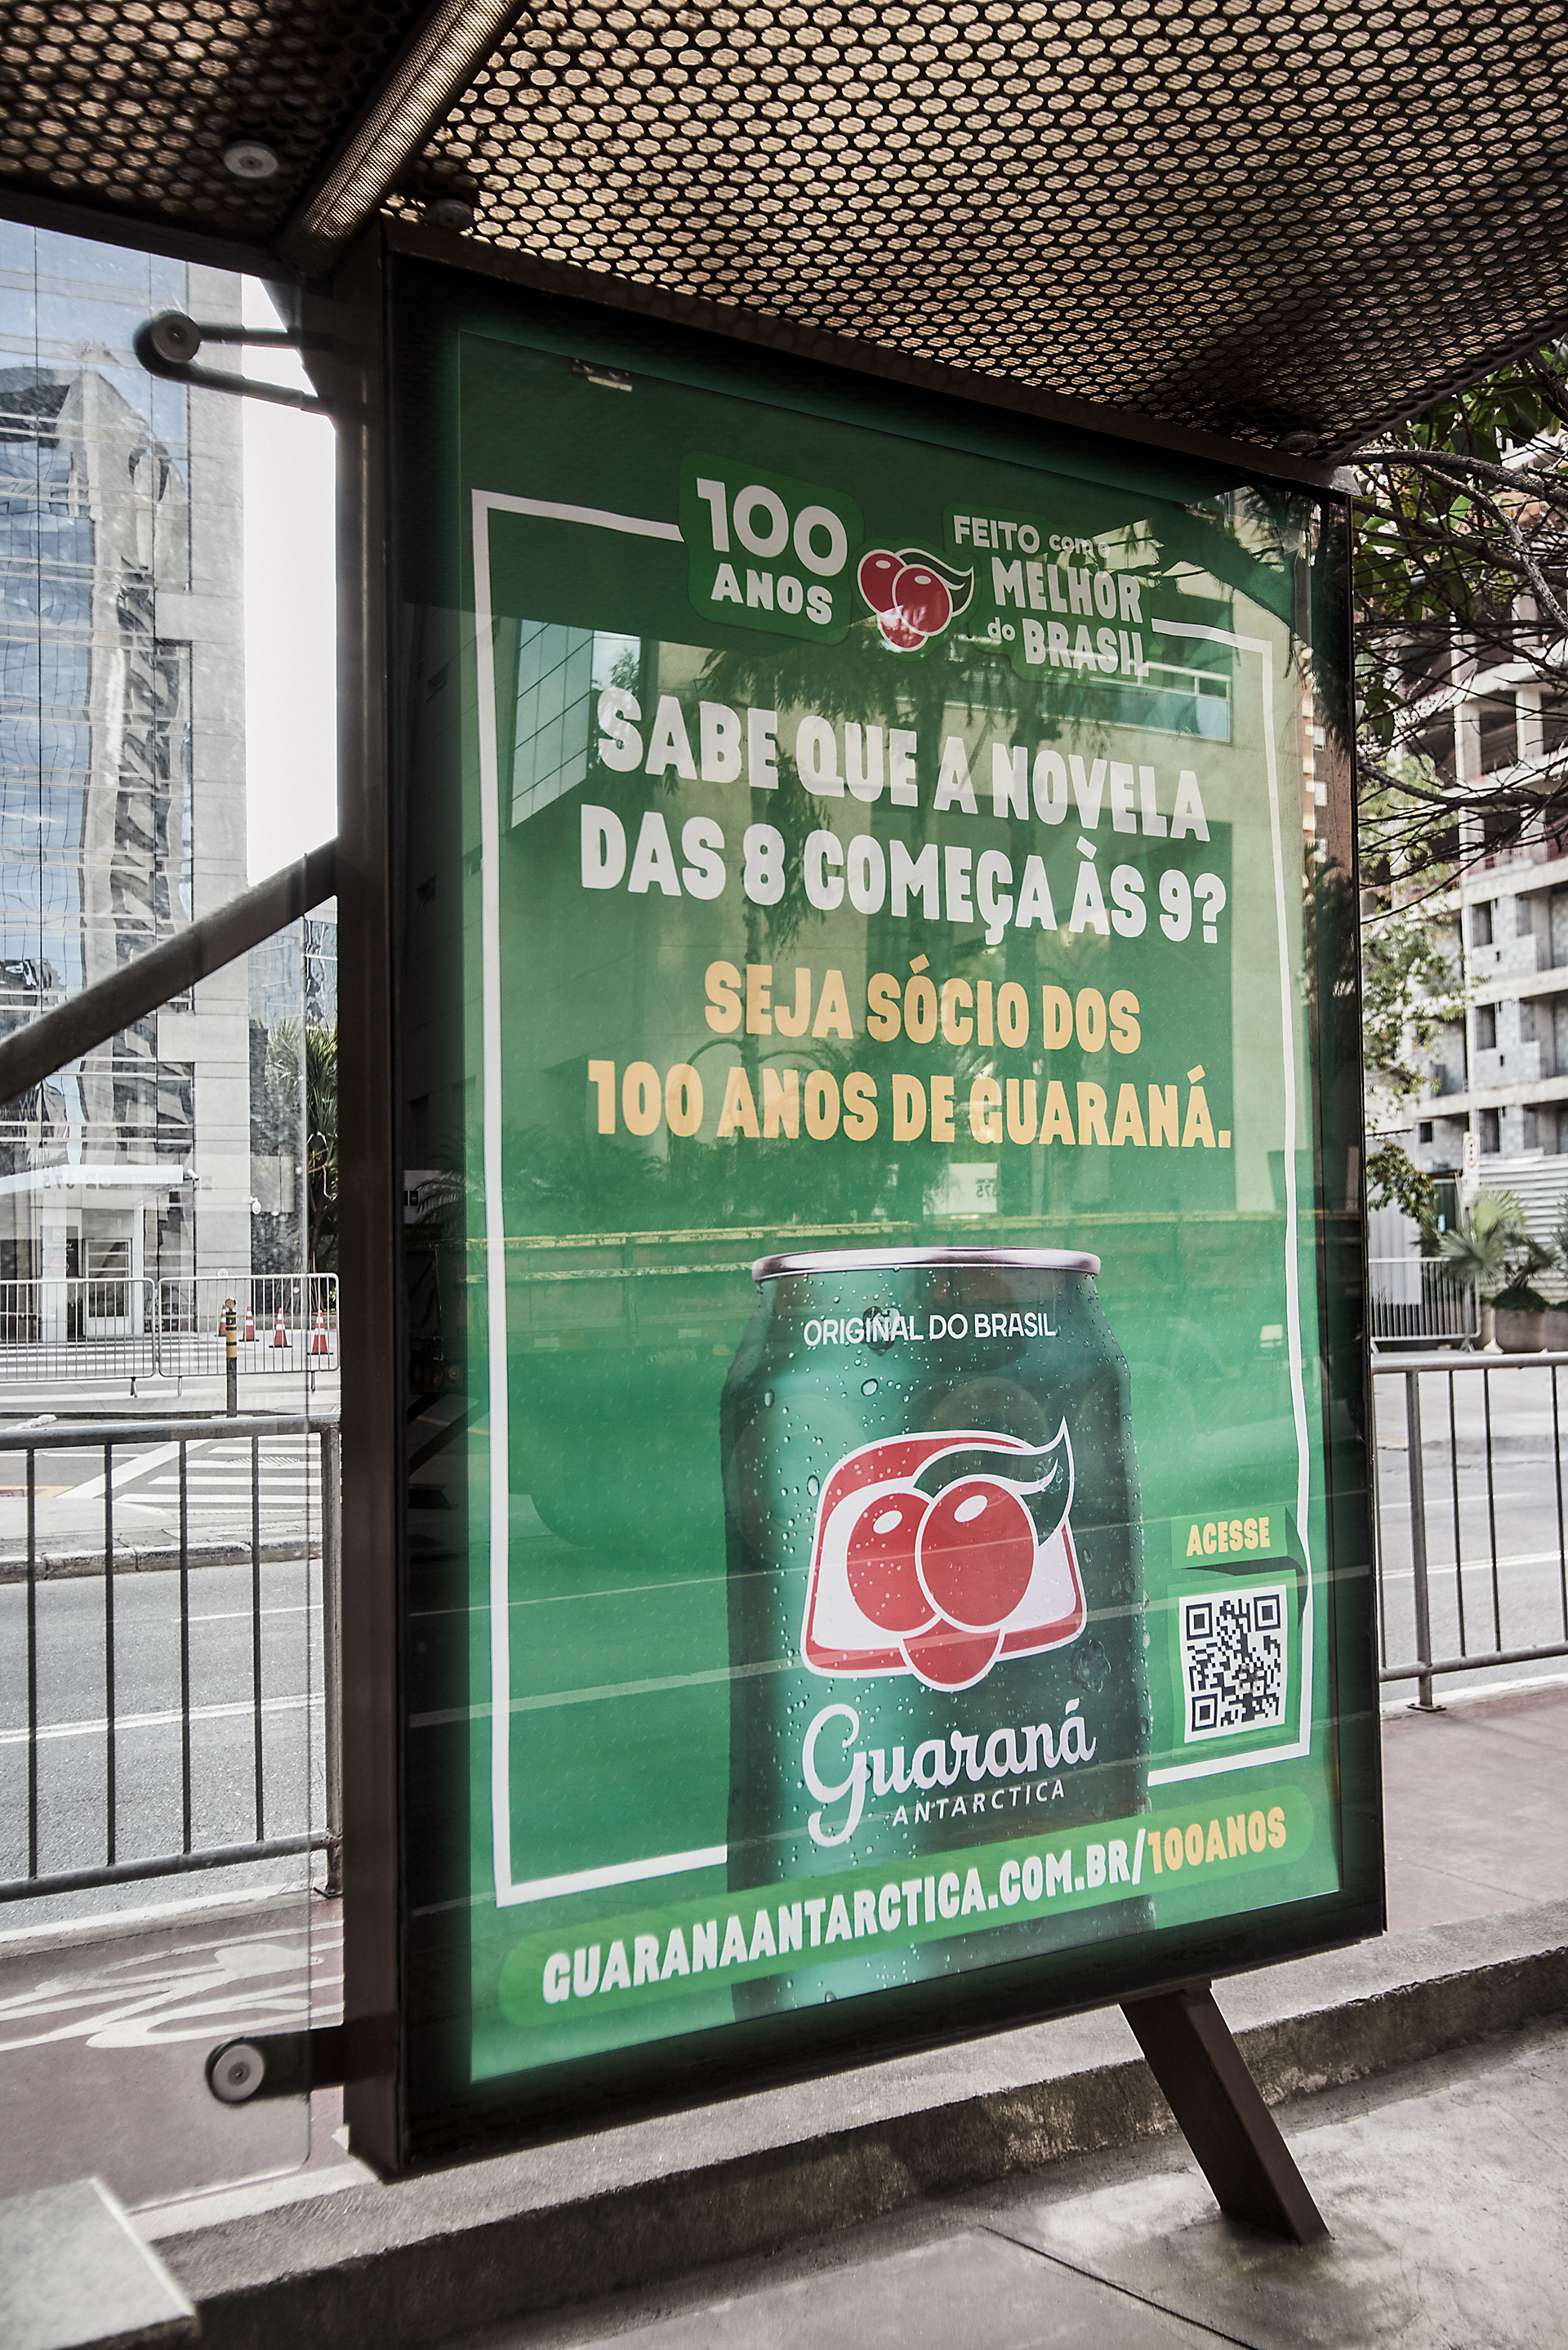 100
ANOS
FEITO com o
MELHOR
do BRASIL
SABE QUE A NOVELA
DAS 8 COMEÇA ÀS 9?
SEJA SÓCIO DOS
100 ANOS DE GUARANÁ.
ORIGINAL DO BRASIL
Guaraná
ANTARCTICA
ACESSE
GUARANAANTARCTICA.COM.BR/100ANOS